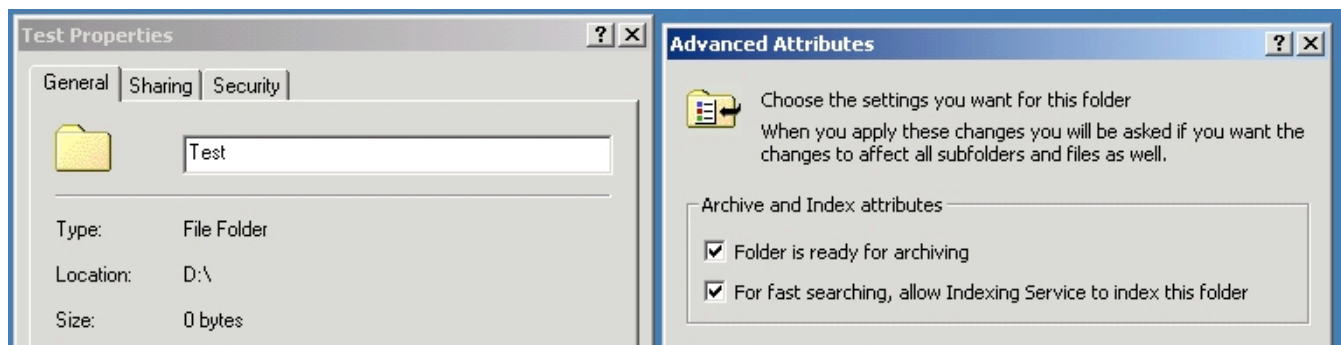 Test Properties
General Sharing Security
Test
Type: File Folder
Location: D:\
Size: 0 bytes
Advanced Attributes
Choose the settings you want for this folder
When you apply these changes you will be asked if you want the
changes to affect all subfolders and files as well.
Archive and Index attributes
Folder is ready for archiving
For fast searching, allow Indexing Service to index this folder